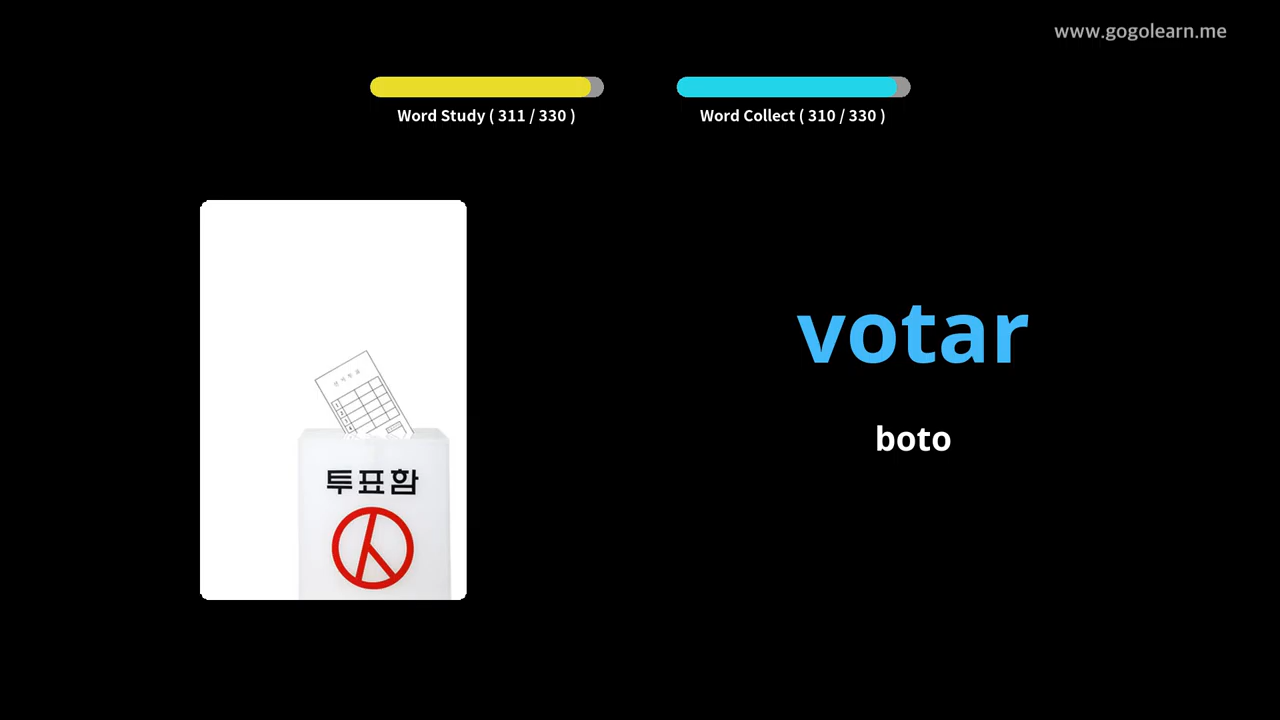 www.gogolearn.me
Word Study ( 311 / 330 )
Word Collect ( 310 / 330 )
votar
boto
투표함